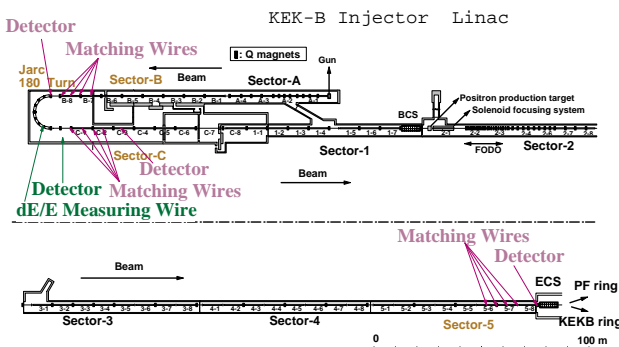 KEK-B Injector Linac
Detector
Matching Wires
Jarc
180 Turn
Sector-B
Beam
: Q magnets
Gun
Sector-A
B-8
B-7
B-6
B-5
B-4
B-3
B-2
B-1
A-4
A-3
A-2
A-1
Positron production target
Solenoid focusing system
BCS
C-2
C-4
C-6
C-7
C-8
1-1
1-2
1-3
1-4
1-5
1-6
1-7
2-1
2-2
2-3
2-4
2-6
2-7
2-8
Sector-C
Sector-1
FODO
Sector-2
Detector
Detector
Matching Wires
dE/E Measuring Wire
Beam
Matching Wires
Detector
Beam
ECS
PF ring
KEKB ring
3-1
3-2
3-3
3-4
3-5
3-6
3-7
3-8
4-1
4-2
4-3
4-4
4-5
4-6
4-7
4-8
5-1
5-2
5-3
5-4
5-5
5-6
5-7
5-8
Sector-3
Sector-4
Sector-5
0
100 m